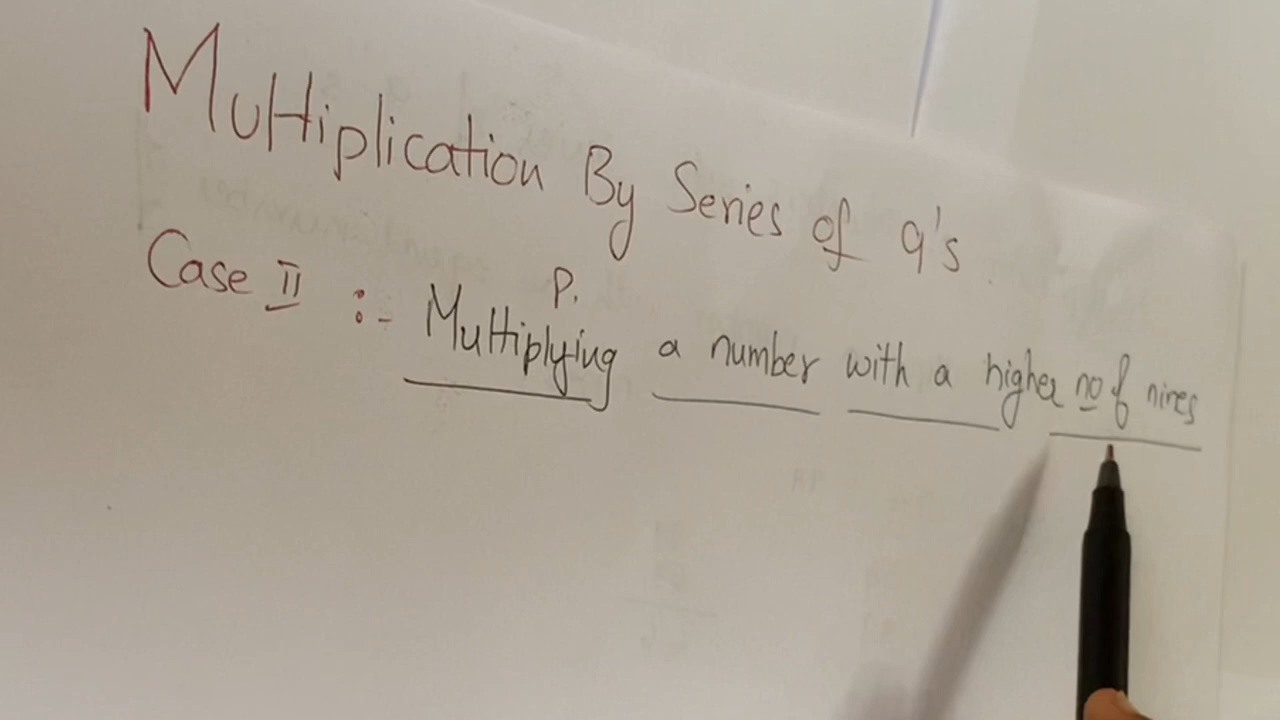 Multiplication By Series of 9's
Case II :- Multiplying a number with a higher no of nines
P.